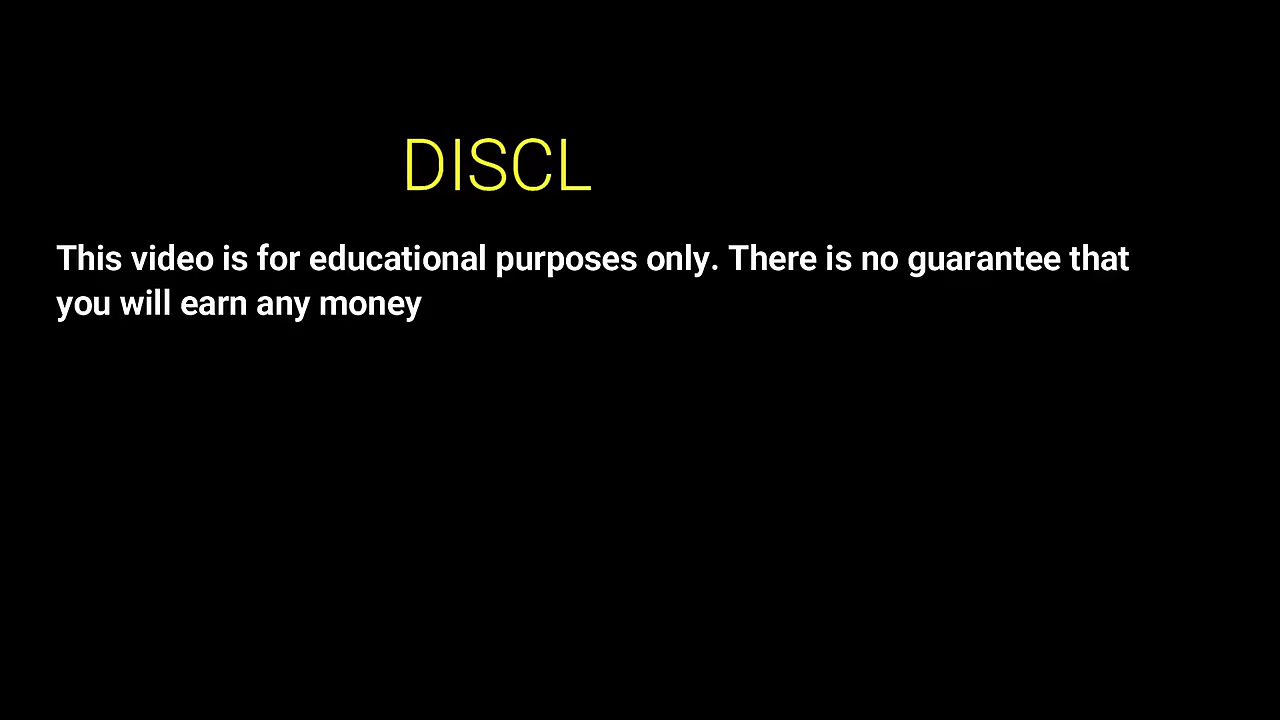 DISCL
This video is for educational purposes only. There is no guarantee that
you will earn any money